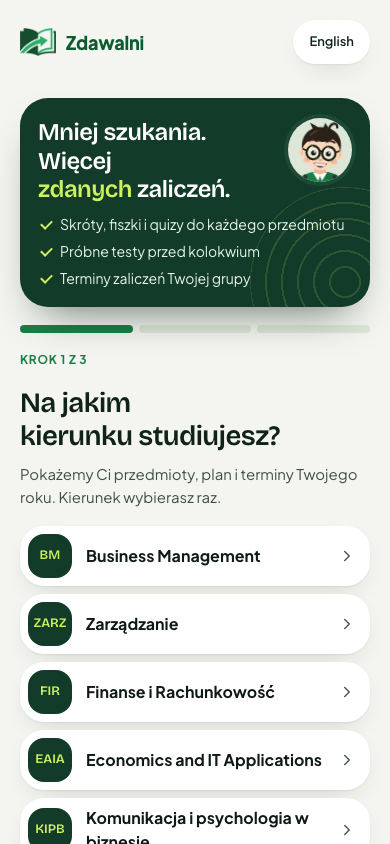 Zdawalni
English
Mniej szukania.
Więcej
zdanych zaliczeń.
Skróty, fiszki i quizy do każdego przedmiotu
Próbne testy przed kolokwium
Terminy zaliczeń Twojej grupy
KROK 1 Z 3
Na jakim
kierunku studiujesz?
Pokażemy Ci przedmioty, plan i terminy Twojego
roku. Kierunek wybierasz raz.
BM Business Management
ZARZ Zarządzanie
FIR Finanse i Rachunkowość
EAIA Economics and IT Applications
KIPB Komunikacja i psychologia w
biznesie